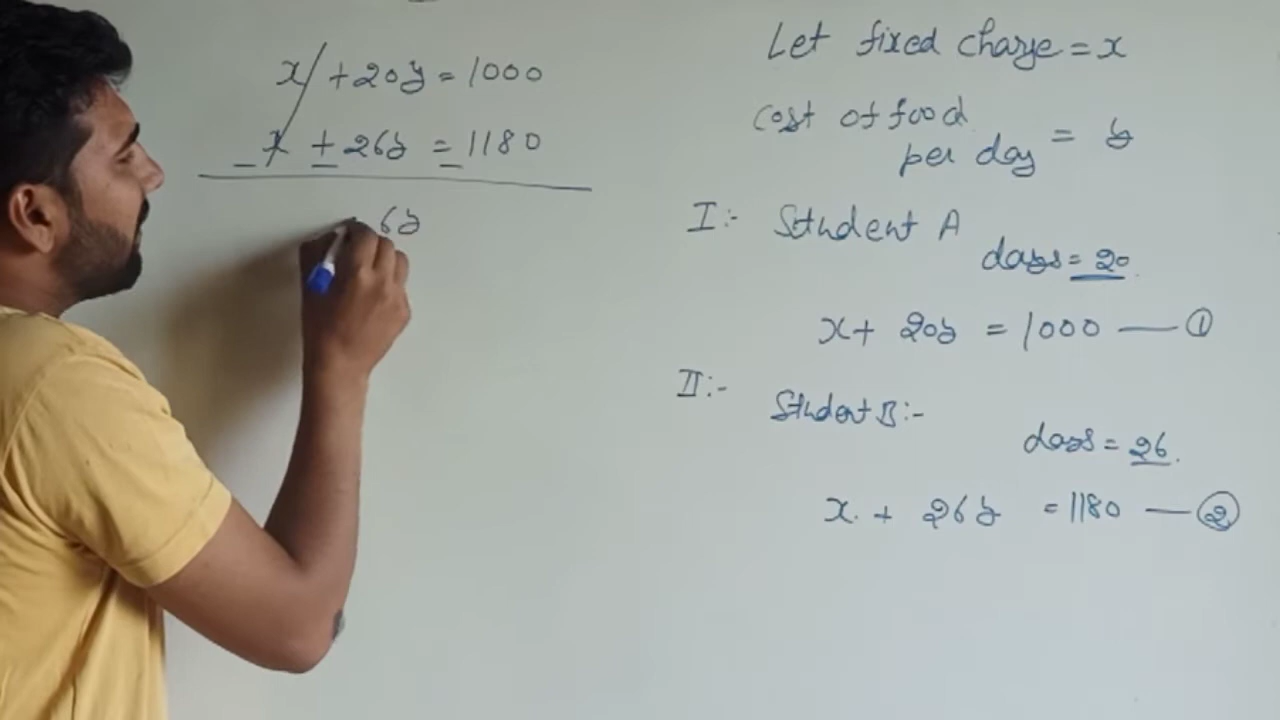 x + 20y = 1000
x + 26y = 1180
6y
Let fixed charge = x
cost of food
per day = y
I :- Student A
days = 20
x + 20y = 1000 — ①
II :-
Student B :-
days = 26.
x. + 26y = 1180 — ②